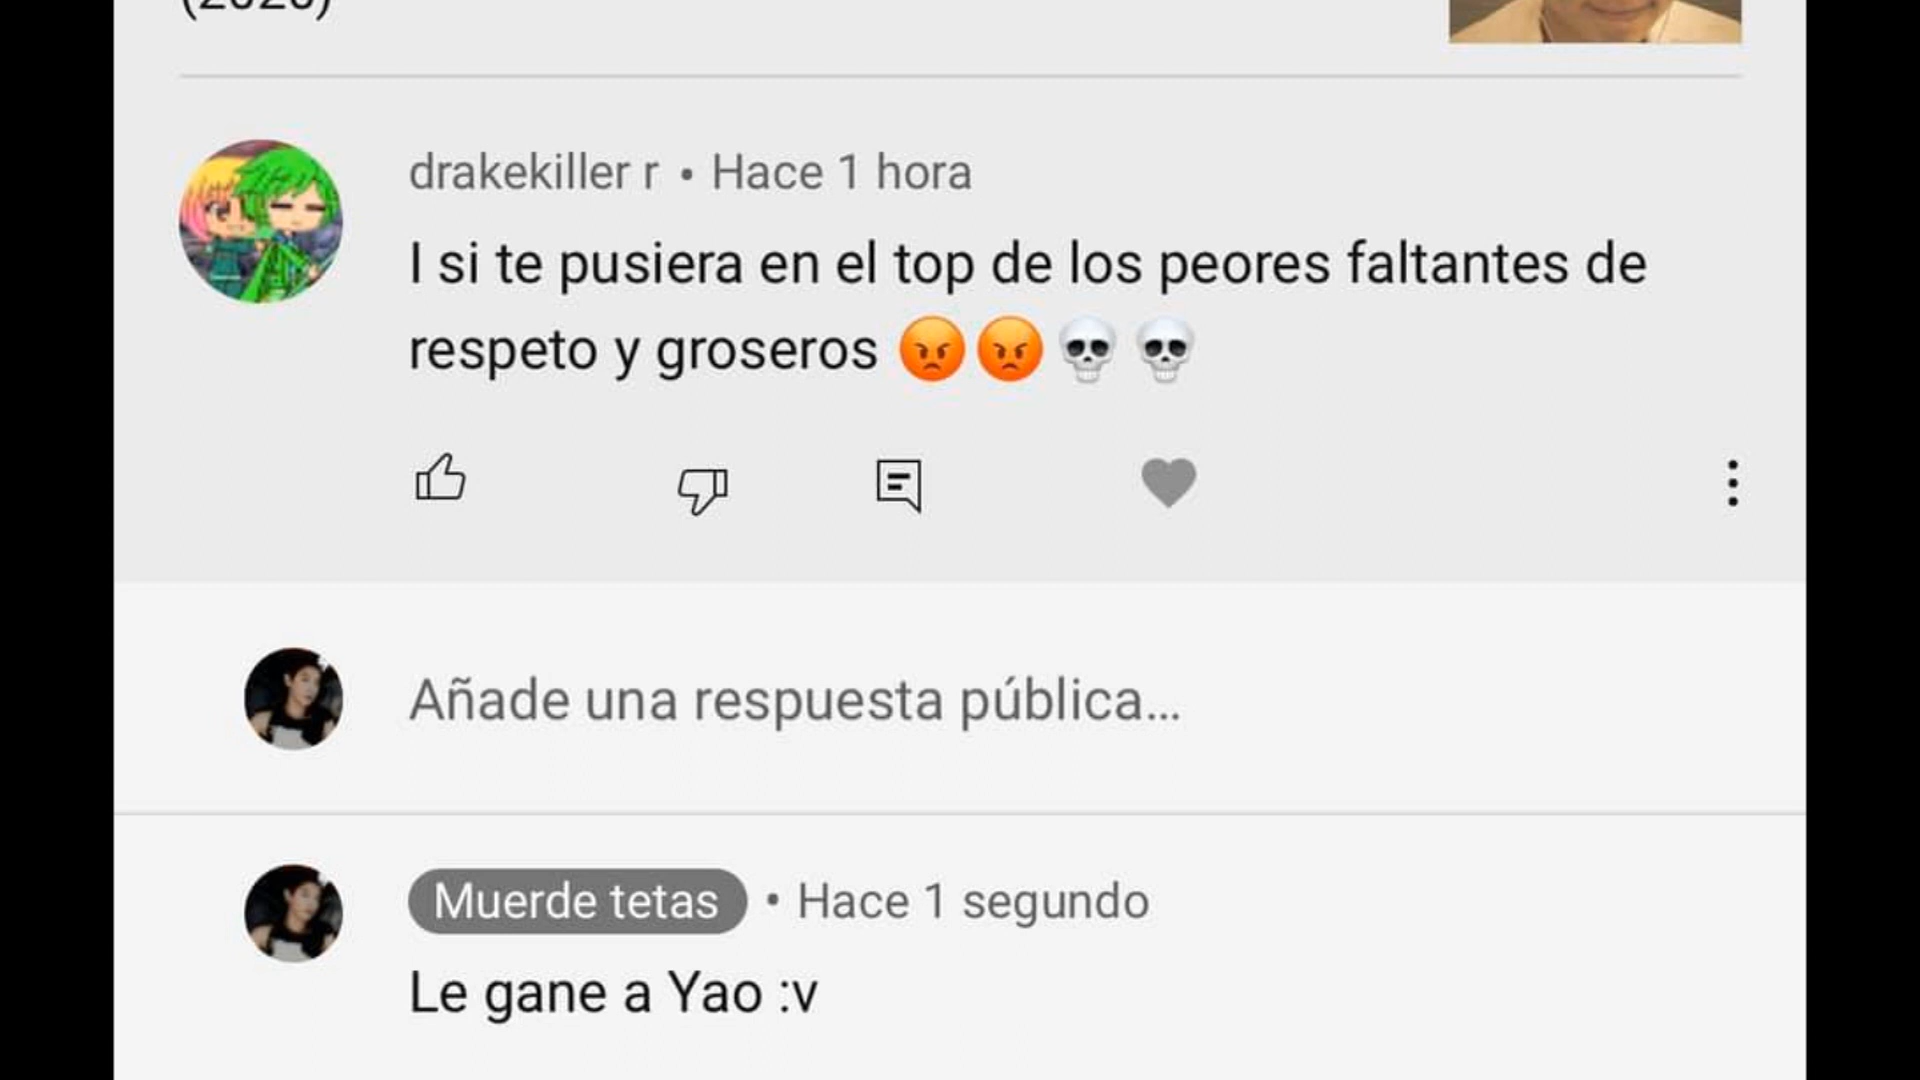 (2020)
drakekiller r • Hace 1 hora
I si te pusiera en el top de los peores faltantes de
respeto y groseros 😡😡💀💀
Añade una respuesta pública...
Muerde tetas • Hace 1 segundo
Le gane a Yao :v